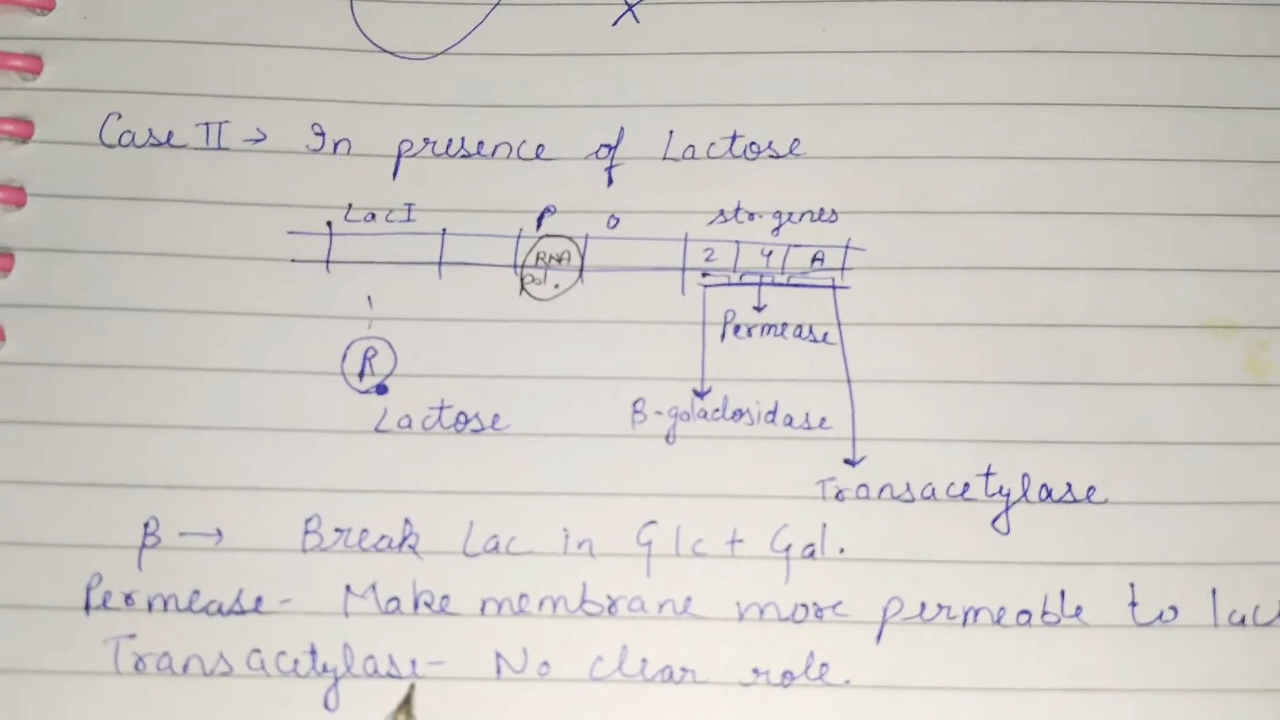 X
Case II → In presence of Lactose
LacI P o str. genes
RNA pol. 2 Y A
Permease
R
Lactose
β-galactosidase
Transacetylase
β → Break Lac in Glc + Gal.
Permease - Make membrane more permeable to lac
Transacetylase - No clear role.